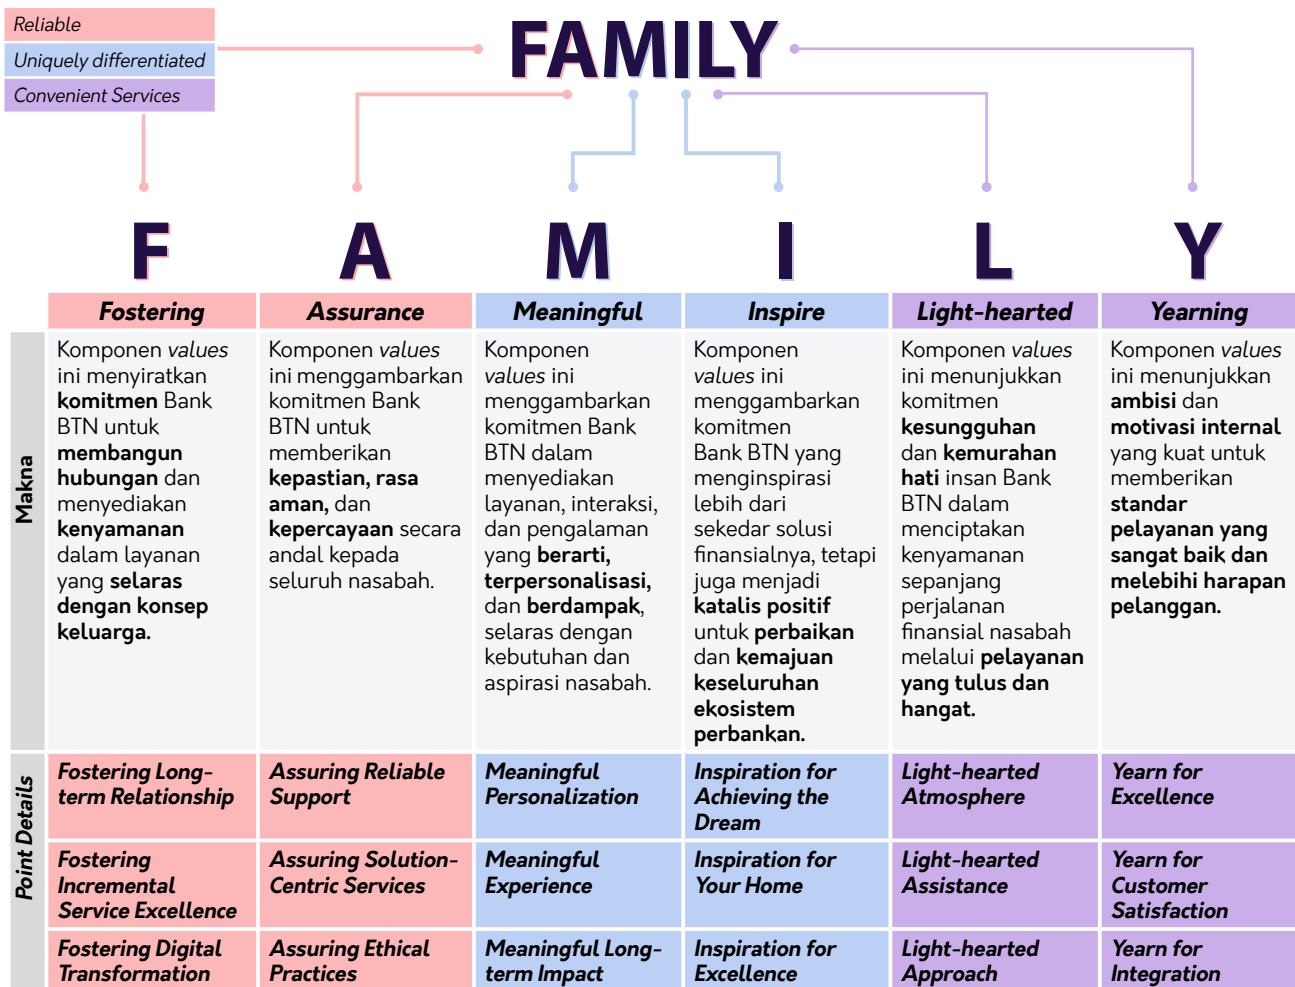 Reliable
Uniquely differentiated
Convenient Services
FAMILY
F
A
M
I
L
Y
Fostering
Assurance
Meaningful
Inspire
Light-hearted
Yearning
Makna
Komponen values
ini menyiratkan
komitmen Bank
BTN untuk
membangun
hubungan dan
menyediakan
kenyamanan
dalam layanan
yang selaras
dengan konsep
keluarga.
Komponen values
ini menggambarkan
komitmen Bank
BTN untuk
memberikan
kepastian, rasa
aman, dan
kepercayaan secara
andal kepada
seluruh nasabah.
Komponen
values ini
menggambarkan
komitmen Bank
BTN dalam
menyediakan
layanan, interaksi,
dan pengalaman
yang berarti,
terpersonalisasi,
dan berdampak,
selaras dengan
kebutuhan dan
aspirasi nasabah.
Komponen
values ini
menggambarkan
komitmen
Bank BTN yang
menginspirasi
lebih dari
sekedar solusi
finansialnya, tetapi
juga menjadi
katalis positif
untuk perbaikan
dan kemajuan
keseluruhan
ekosistem
perbankan.
Komponen values
ini menunjukkan
komitmen
kesungguhan
dan kemurahan
hati insan Bank
BTN dalam
menciptakan
kenyamanan
sepanjang
perjalanan
finansial nasabah
melalui pelayanan
yang tulus dan
hangat.
Komponen values
ini menunjukkan
ambisi dan
motivasi internal
yang kuat untuk
memberikan
standar
pelayanan yang
sangat baik dan
melebihi harapan
pelanggan.
Point Details
Fostering Long-
term Relationship
Assuring Reliable
Support
Meaningful
Personalization
Inspiration for
Achieving the
Dream
Light-hearted
Atmosphere
Yearn for
Excellence
Fostering
Incremental
Service Excellence
Assuring Solution-
Centric Services
Meaningful
Experience
Inspiration for
Your Home
Light-hearted
Assistance
Yearn for
Customer
Satisfaction
Fostering Digital
Transformation
Assuring Ethical
Practices
Meaningful Long-
term Impact
Inspiration for
Excellence
Light-hearted
Approach
Yearn for
Integration